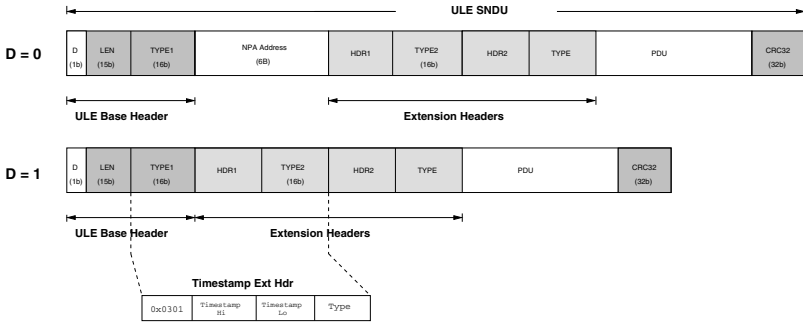 ULE SNDU
D = 0
D LEN TYPE1 NPA Address HDR1 TYPE2 HDR2 TYPE PDU CRC32
(1b) (15b) (16b) (6B) (16b) (32b)
ULE Base Header Extension Headers
D = 1
D LEN TYPE1 HDR1 TYPE2 HDR2 TYPE PDU CRC32
(1b) (15b) (16b) (16b) (32b)
ULE Base Header Extension Headers
Timestamp Ext Hdr
0x0301 Timestamp Timestamp Type
Hi Lo